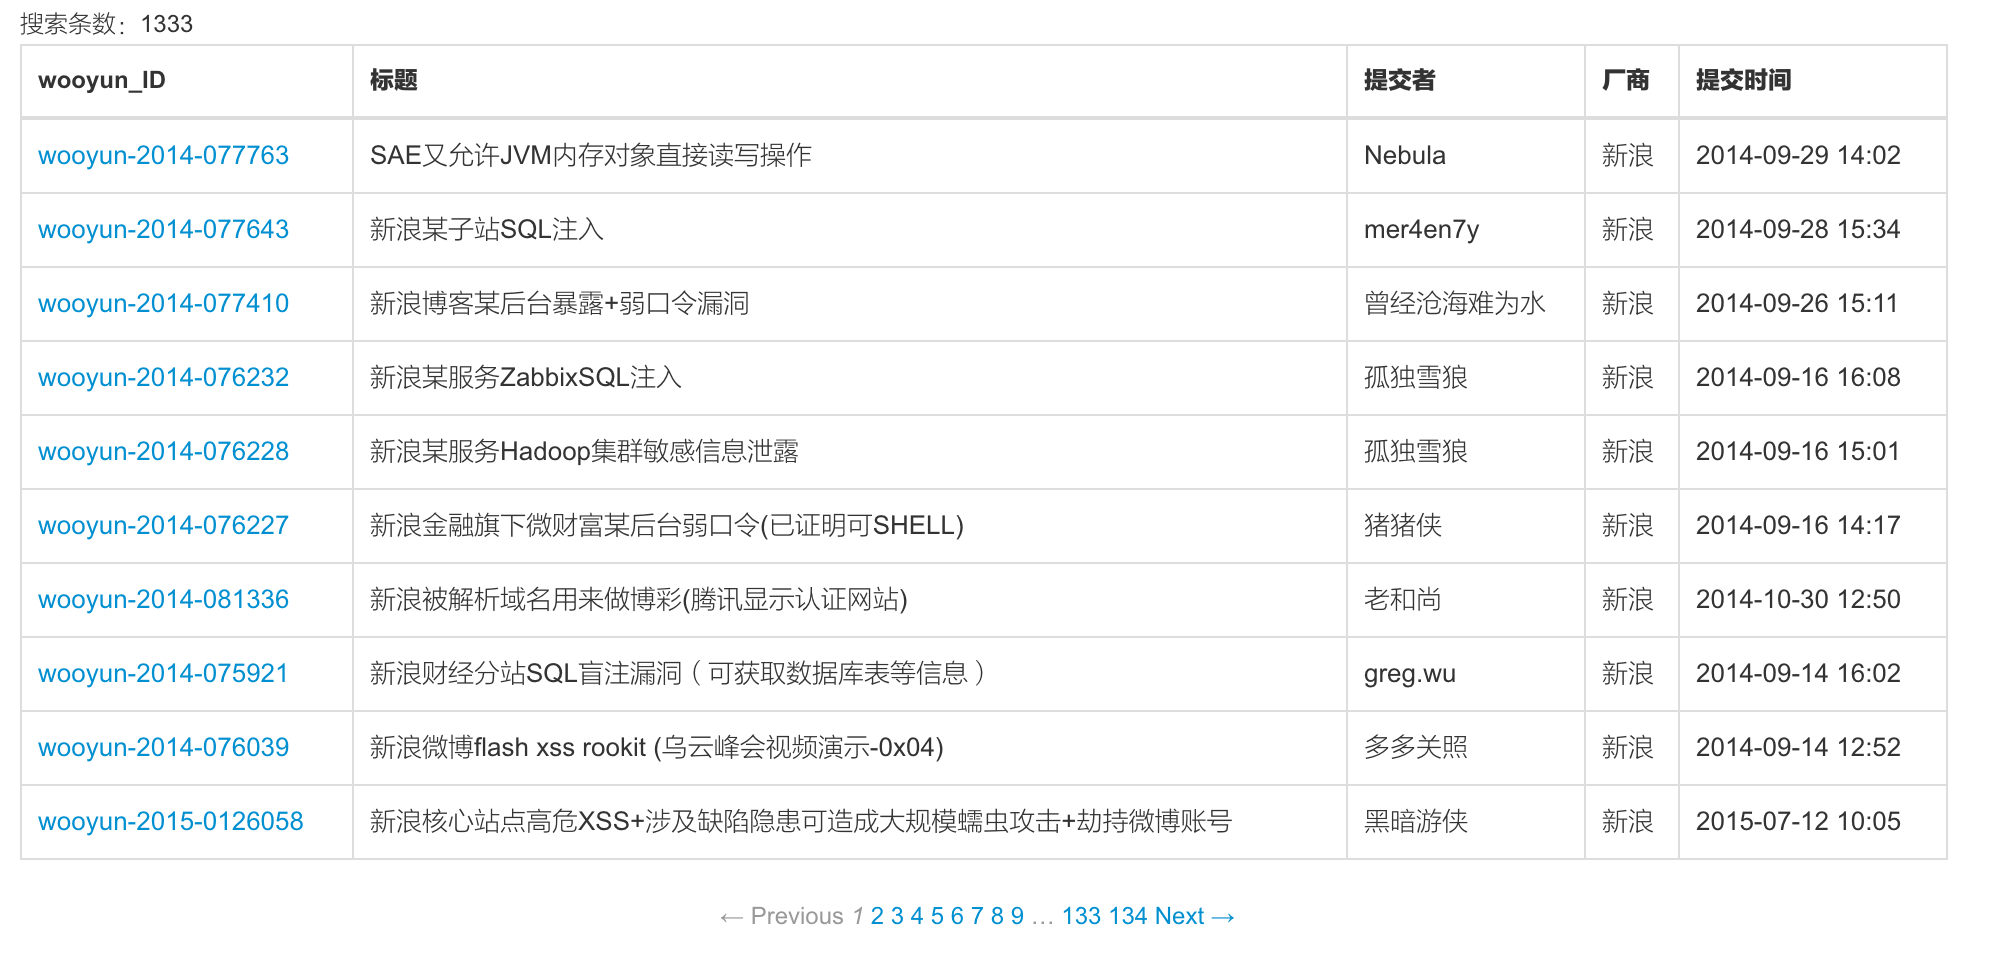 搜索条数：1333
wooyun_ID 标题 提交者 厂商 提交时间
wooyun-2014-077763 SAE又允许JVM内存对象直接读写操作 Nebula 新浪 2014-09-29 14:02
wooyun-2014-077643 新浪某子站SQL注入 mer4en7y 新浪 2014-09-28 15:34
wooyun-2014-077410 新浪博客某后台暴露+弱口令漏洞 曾经沧海难为水 新浪 2014-09-26 15:11
wooyun-2014-076232 新浪某服务ZabbixSQL注入 孤独雪狼 新浪 2014-09-16 16:08
wooyun-2014-076228 新浪某服务Hadoop集群敏感信息泄露 孤独雪狼 新浪 2014-09-16 15:01
wooyun-2014-076227 新浪金融旗下微财富某后台弱口令(已证明可SHELL) 猪猪侠 新浪 2014-09-16 14:17
wooyun-2014-081336 新浪被解析域名用来做博彩(腾讯显示认证网站) 老和尚 新浪 2014-10-30 12:50
wooyun-2014-075921 新浪财经分站SQL盲注漏洞（可获取数据库表等信息） greg.wu 新浪 2014-09-14 16:02
wooyun-2014-076039 新浪微博flash xss rookit (乌云峰会视频演示-0x04) 多多关照 新浪 2014-09-14 12:52
wooyun-2015-0126058 新浪核心站点高危XSS+涉及缺陷隐患可造成大规模蠕虫攻击+劫持微博账号 黑暗游侠 新浪 2015-07-12 10:05
← Previous 1 2 3 4 5 6 7 8 9 … 133 134 Next →